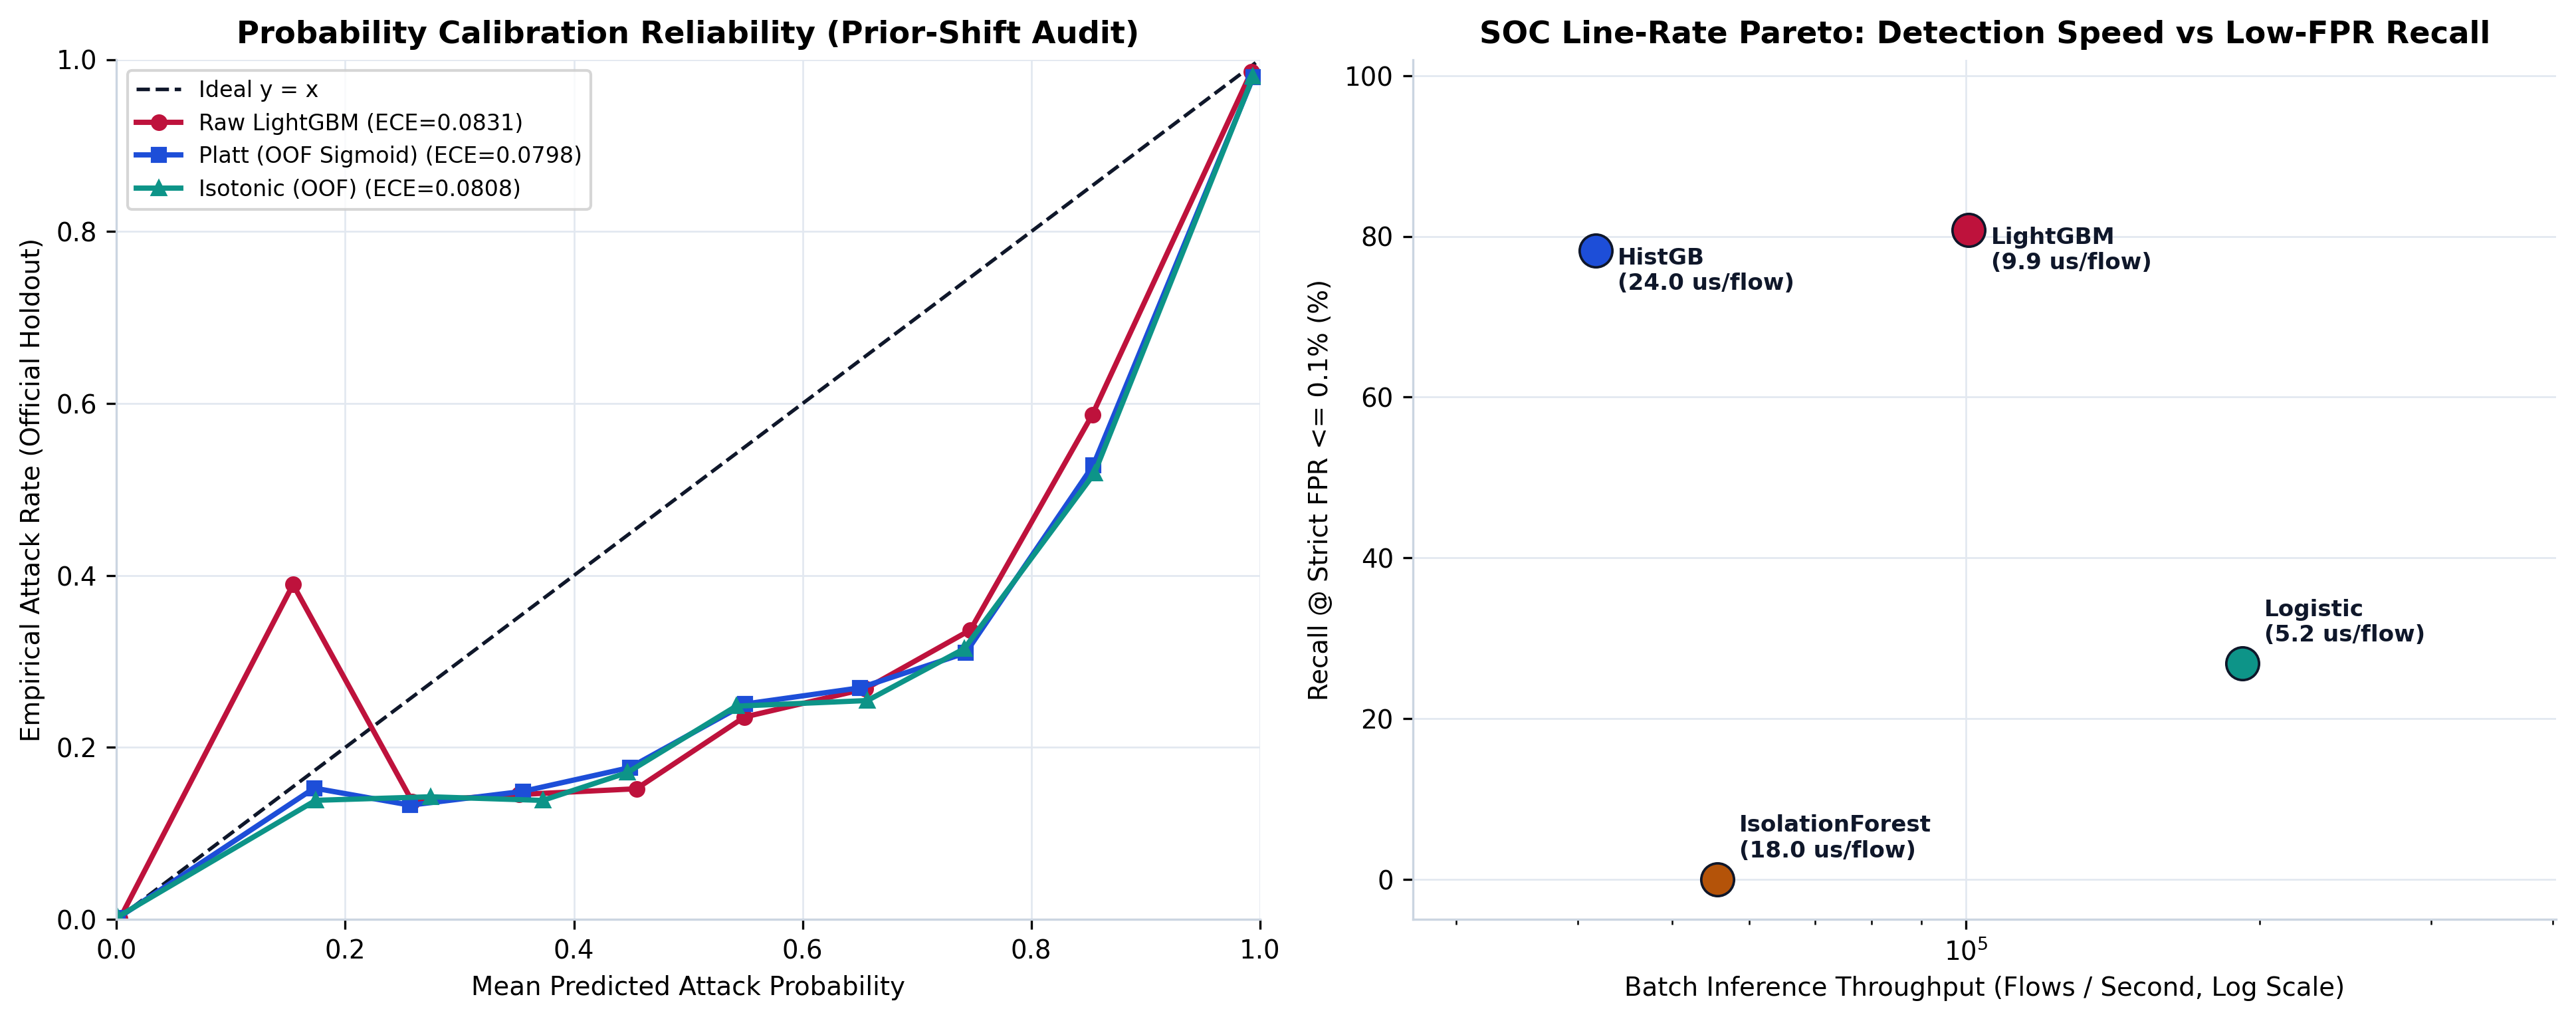 Probability Calibration Reliability (Prior-Shift Audit)
Ideal y = x
Raw LightGBM (ECE=0.0831)
Platt (OOF Sigmoid) (ECE=0.0798)
Isotonic (OOF) (ECE=0.0808)
Empirical Attack Rate (Official Holdout)
1.0
0.8
0.6
0.4
0.2
0.0
0.0 0.2 0.4 0.6 0.8 1.0
Mean Predicted Attack Probability
SOC Line-Rate Pareto: Detection Speed vs Low-FPR Recall
Recall @ Strict FPR <= 0.1% (%)
100
80
60
40
20
0
HistGB
(24.0 us/flow)
LightGBM
(9.9 us/flow)
Logistic
(5.2 us/flow)
IsolationForest
(18.0 us/flow)
10⁵
Batch Inference Throughput (Flows / Second, Log Scale)